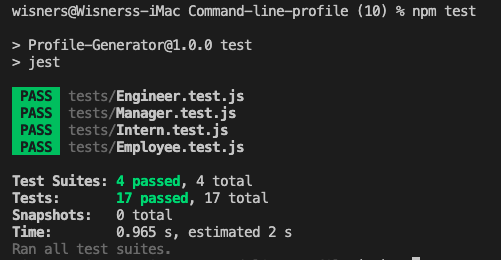 wisners@Wisnerss-iMac Command-line-profile (10) % npm test
> Profile-Generator@1.0.0 test
> jest
PASS tests/Engineer.test.js
PASS tests/Manager.test.js
PASS tests/Intern.test.js
PASS tests/Employee.test.js
Test Suites: 4 passed, 4 total
Tests: 17 passed, 17 total
Snapshots: 0 total
Time: 0.965 s, estimated 2 s
Ran all test suites.